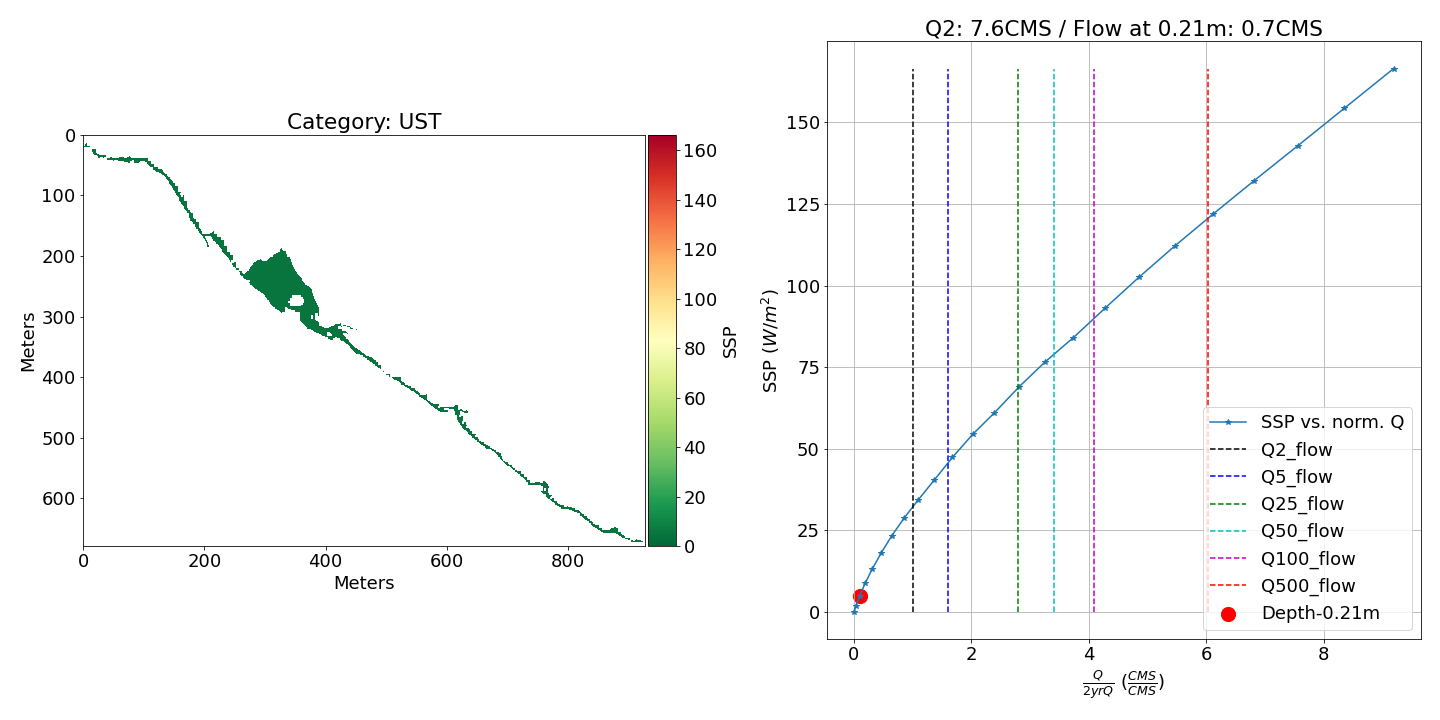 Category: UST
0
100
200
300
400
500
600
Meters
0
200
400
600
800
Meters
160
140
120
100
80
60
40
20
0
SSP
Q2: 7.6CMS / Flow at 0.21m: 0.7CMS
150
125
100
75
50
25
0
SSP (W/m²)
0
2
4
6
8
Q/2yrQ (CMS/CMS)
SSP vs. norm. Q
Q2_flow
Q5_flow
Q25_flow
Q50_flow
Q100_flow
Q500_flow
Depth-0.21m